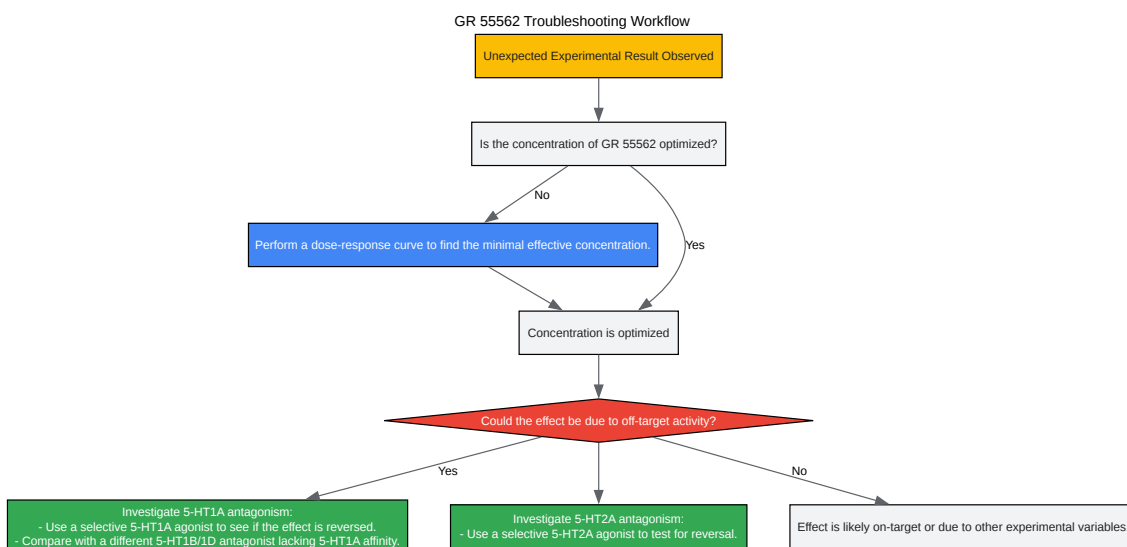 GR 55562 Troubleshooting Workflow
Unexpected Experimental Result Observed
Is the concentration of GR 55562 optimized?
No
Perform a dose-response curve to find the minimal effective concentration.
Yes
Concentration is optimized
Could the effect be due to off-target activity?
Yes
No
Investigate 5-HT1A antagonism:
- Use a selective 5-HT1A agonist to see if the effect is reversed.
- Compare with a different 5-HT1B/1D antagonist lacking 5-HT1A affinity.
Investigate 5-HT2A antagonism:
- Use a selective 5-HT2A agonist to test for reversal.
Effect is likely on-target or due to other experimental variables